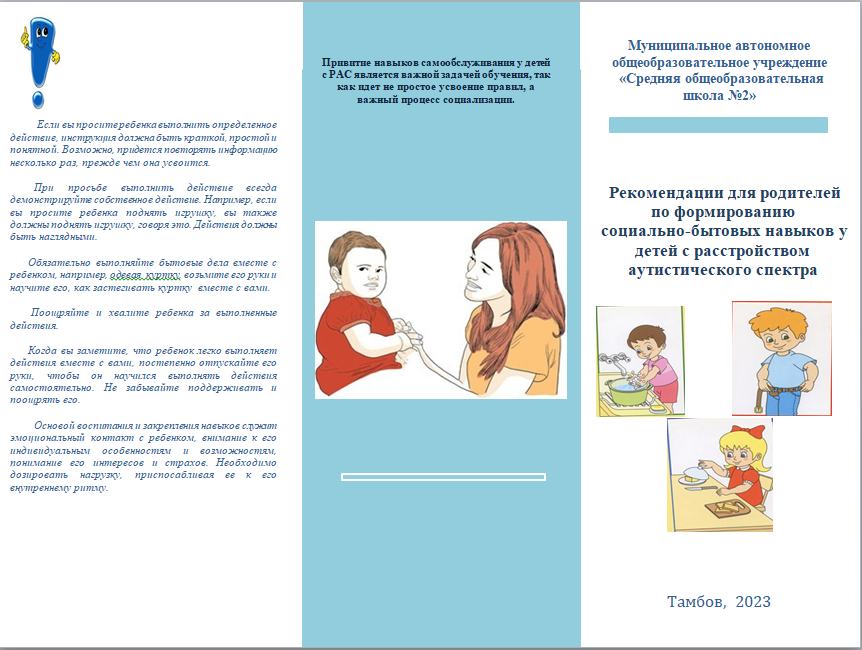 Если вы просите ребенка выполнить определенное
действие, инструкция должна быть краткой, простой и
понятной. Возможно, придется повторять информацию
несколько раз, прежде чем она усвоится.
При просьбе выполнить действие всегда
демонстрируйте собственное действие. Например, если
вы просите ребенка поднять игрушку, вы также
должны поднять игрушку, говоря это. Действия должны
быть наглядными.
Обязательно выполняйте бытовые дела вместе с
ребенком, например, одевая куртку, возьмите его руки и
научите его, как застегивать куртку вместе с вами.
Поощряйте и хвалите ребенка за выполненные
действия.
Когда вы заметите, что ребенок легко выполняет
действия вместе с вами, постепенно отпускайте его
руки, чтобы он научился выполнять действия
самостоятельно. Не забывайте поддерживать и
поощрять его.
Основой воспитания и закрепления навыков служат
эмоциональный контакт с ребенком, внимание к его
индивидуальным особенностям и возможностям,
понимание его интересов и страхов. Необходимо
дозировать нагрузку, приспосабливая ее к его
внутреннему ритму.
Привитие навыков самообслуживания у детей
с РАС является важной задачей обучения, так
как идет не простое усвоение правил, а
важный процесс социализации.
Муниципальное автономное
общеобразовательное учреждение
«Средняя общеобразовательная
школа №2»
Рекомендации для родителей
по формированию
социально-бытовых навыков у
детей с расстройством
аутистического спектра
Тамбов, 2023